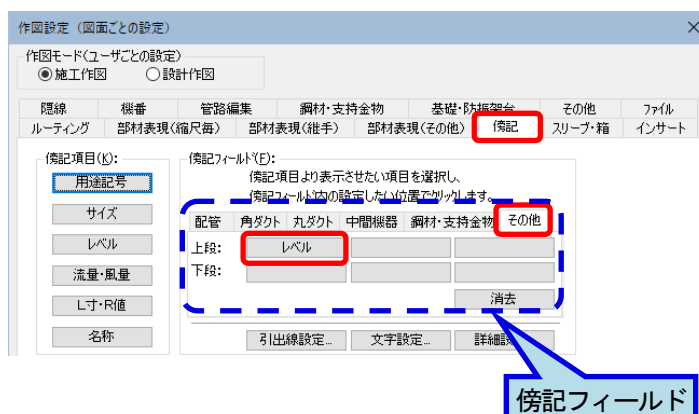 作図設定（図面ごとの設定）
作図モード（ユーザごとの設定）
施工作図 設計作図
隠線 機番 管路編集 鋼材・支持金物 基礎・防振架台 その他 ファイル
ルーティング 部材表現（縮尺毎） 部材表現（継手） 部材表現（その他） 傍記 スリーブ・箱 インサート
傍記項目(K):
用途記号
サイズ
レベル
流量・風量
L寸・R値
名称
傍記フィールド(F):
傍記項目より表示させたい項目を選択し、
傍記フィールド内の設定したい位置でクリックします。
配管 角ダクト 丸ダクト 中間機器 鋼材・支持金物 その他
上段: レベル
下段:
消去
引出線設定... 文字設定... 詳細設
傍記フィールド